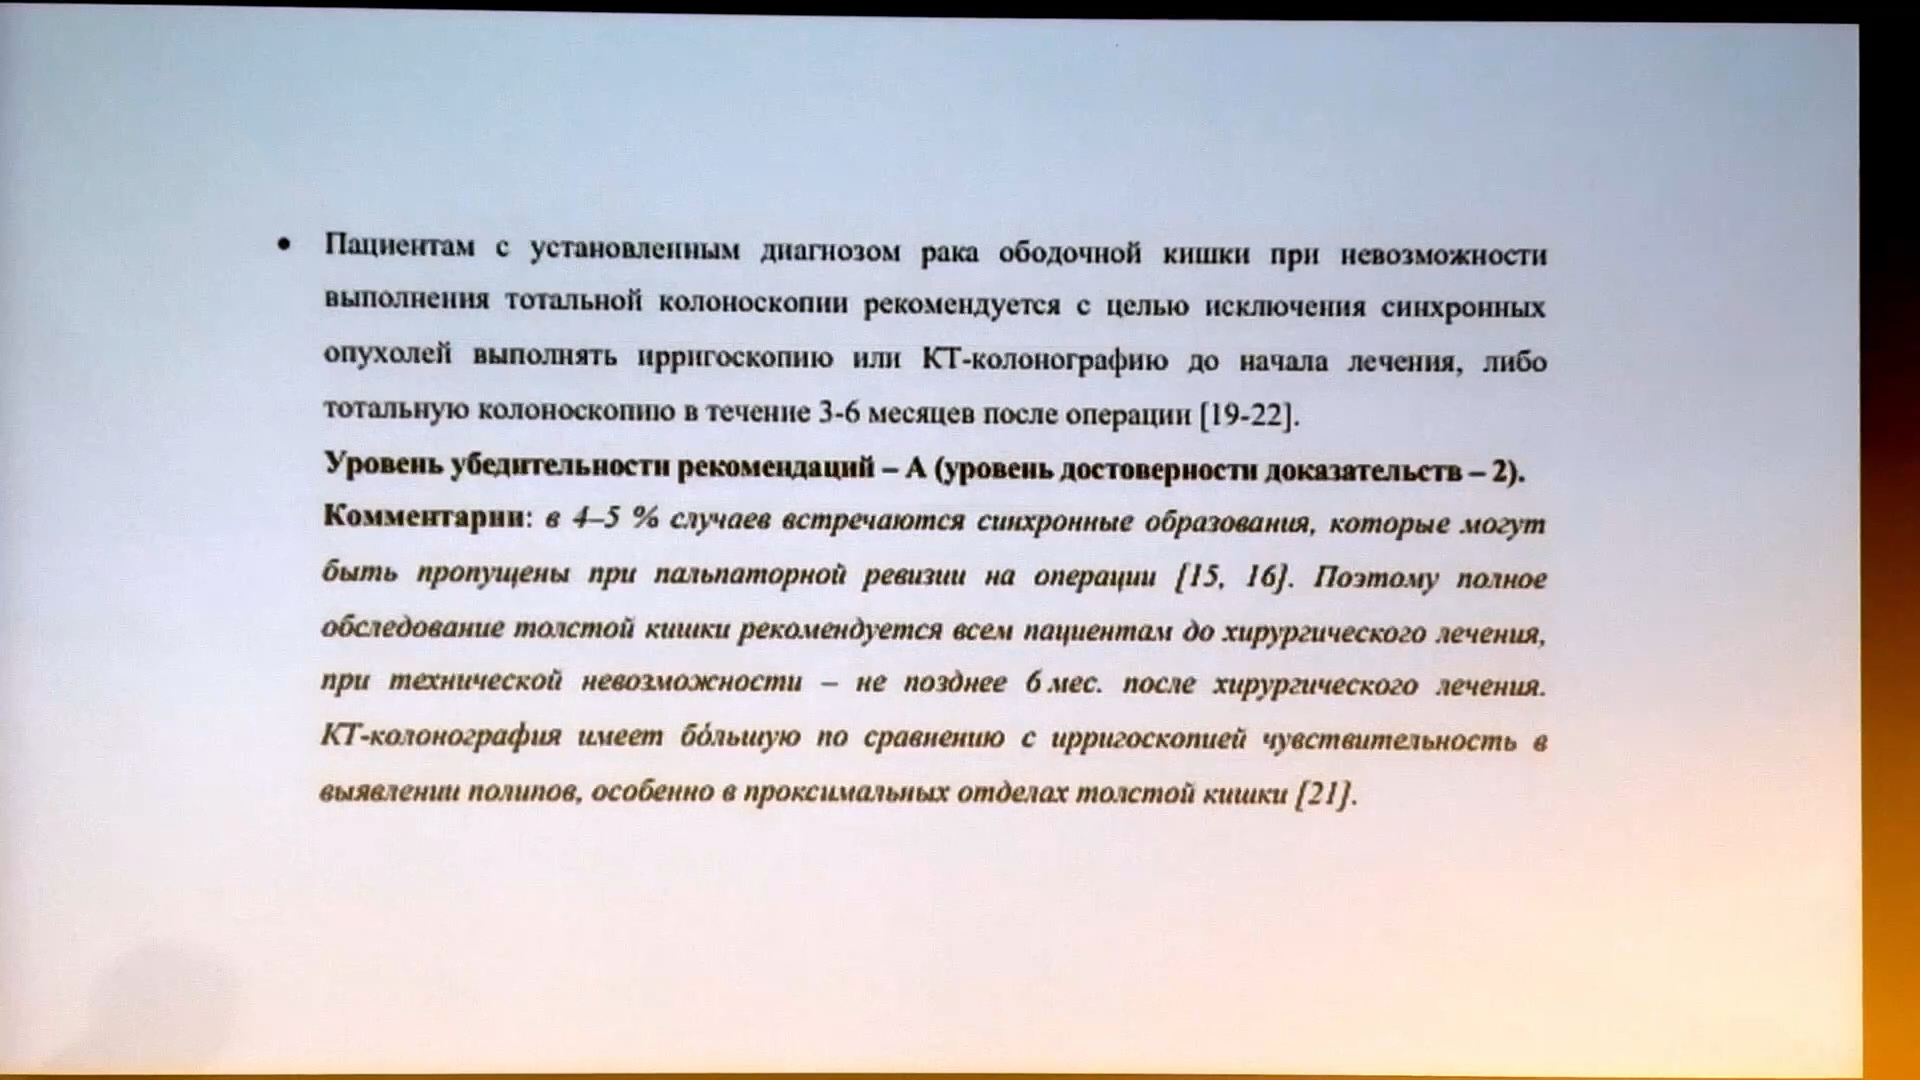 • Пациентам с установленным диагнозом рака ободочной кишки при невозможности
выполнения тотальной колоноскопии рекомендуется с целью исключения синхронных
опухолей выполнять ирригоскопию или КТ-колонографию до начала лечения, либо
тотальную колоноскопию в течение 3-6 месяцев после операции [19-22].
Уровень убедительности рекомендаций – А (уровень достоверности доказательств – 2).
Комментарии: в 4–5 % случаев встречаются синхронные образования, которые могут
быть пропущены при пальпаторной ревизии на операции [15, 16]. Поэтому полное
обследование толстой кишки рекомендуется всем пациентам до хирургического лечения,
при технической невозможности – не позднее 6 мес. после хирургического лечения.
КТ-колонография имеет бóльшую по сравнению с ирригоскопией чувствительность в
выявлении полипов, особенно в проксимальных отделах толстой кишки [21].